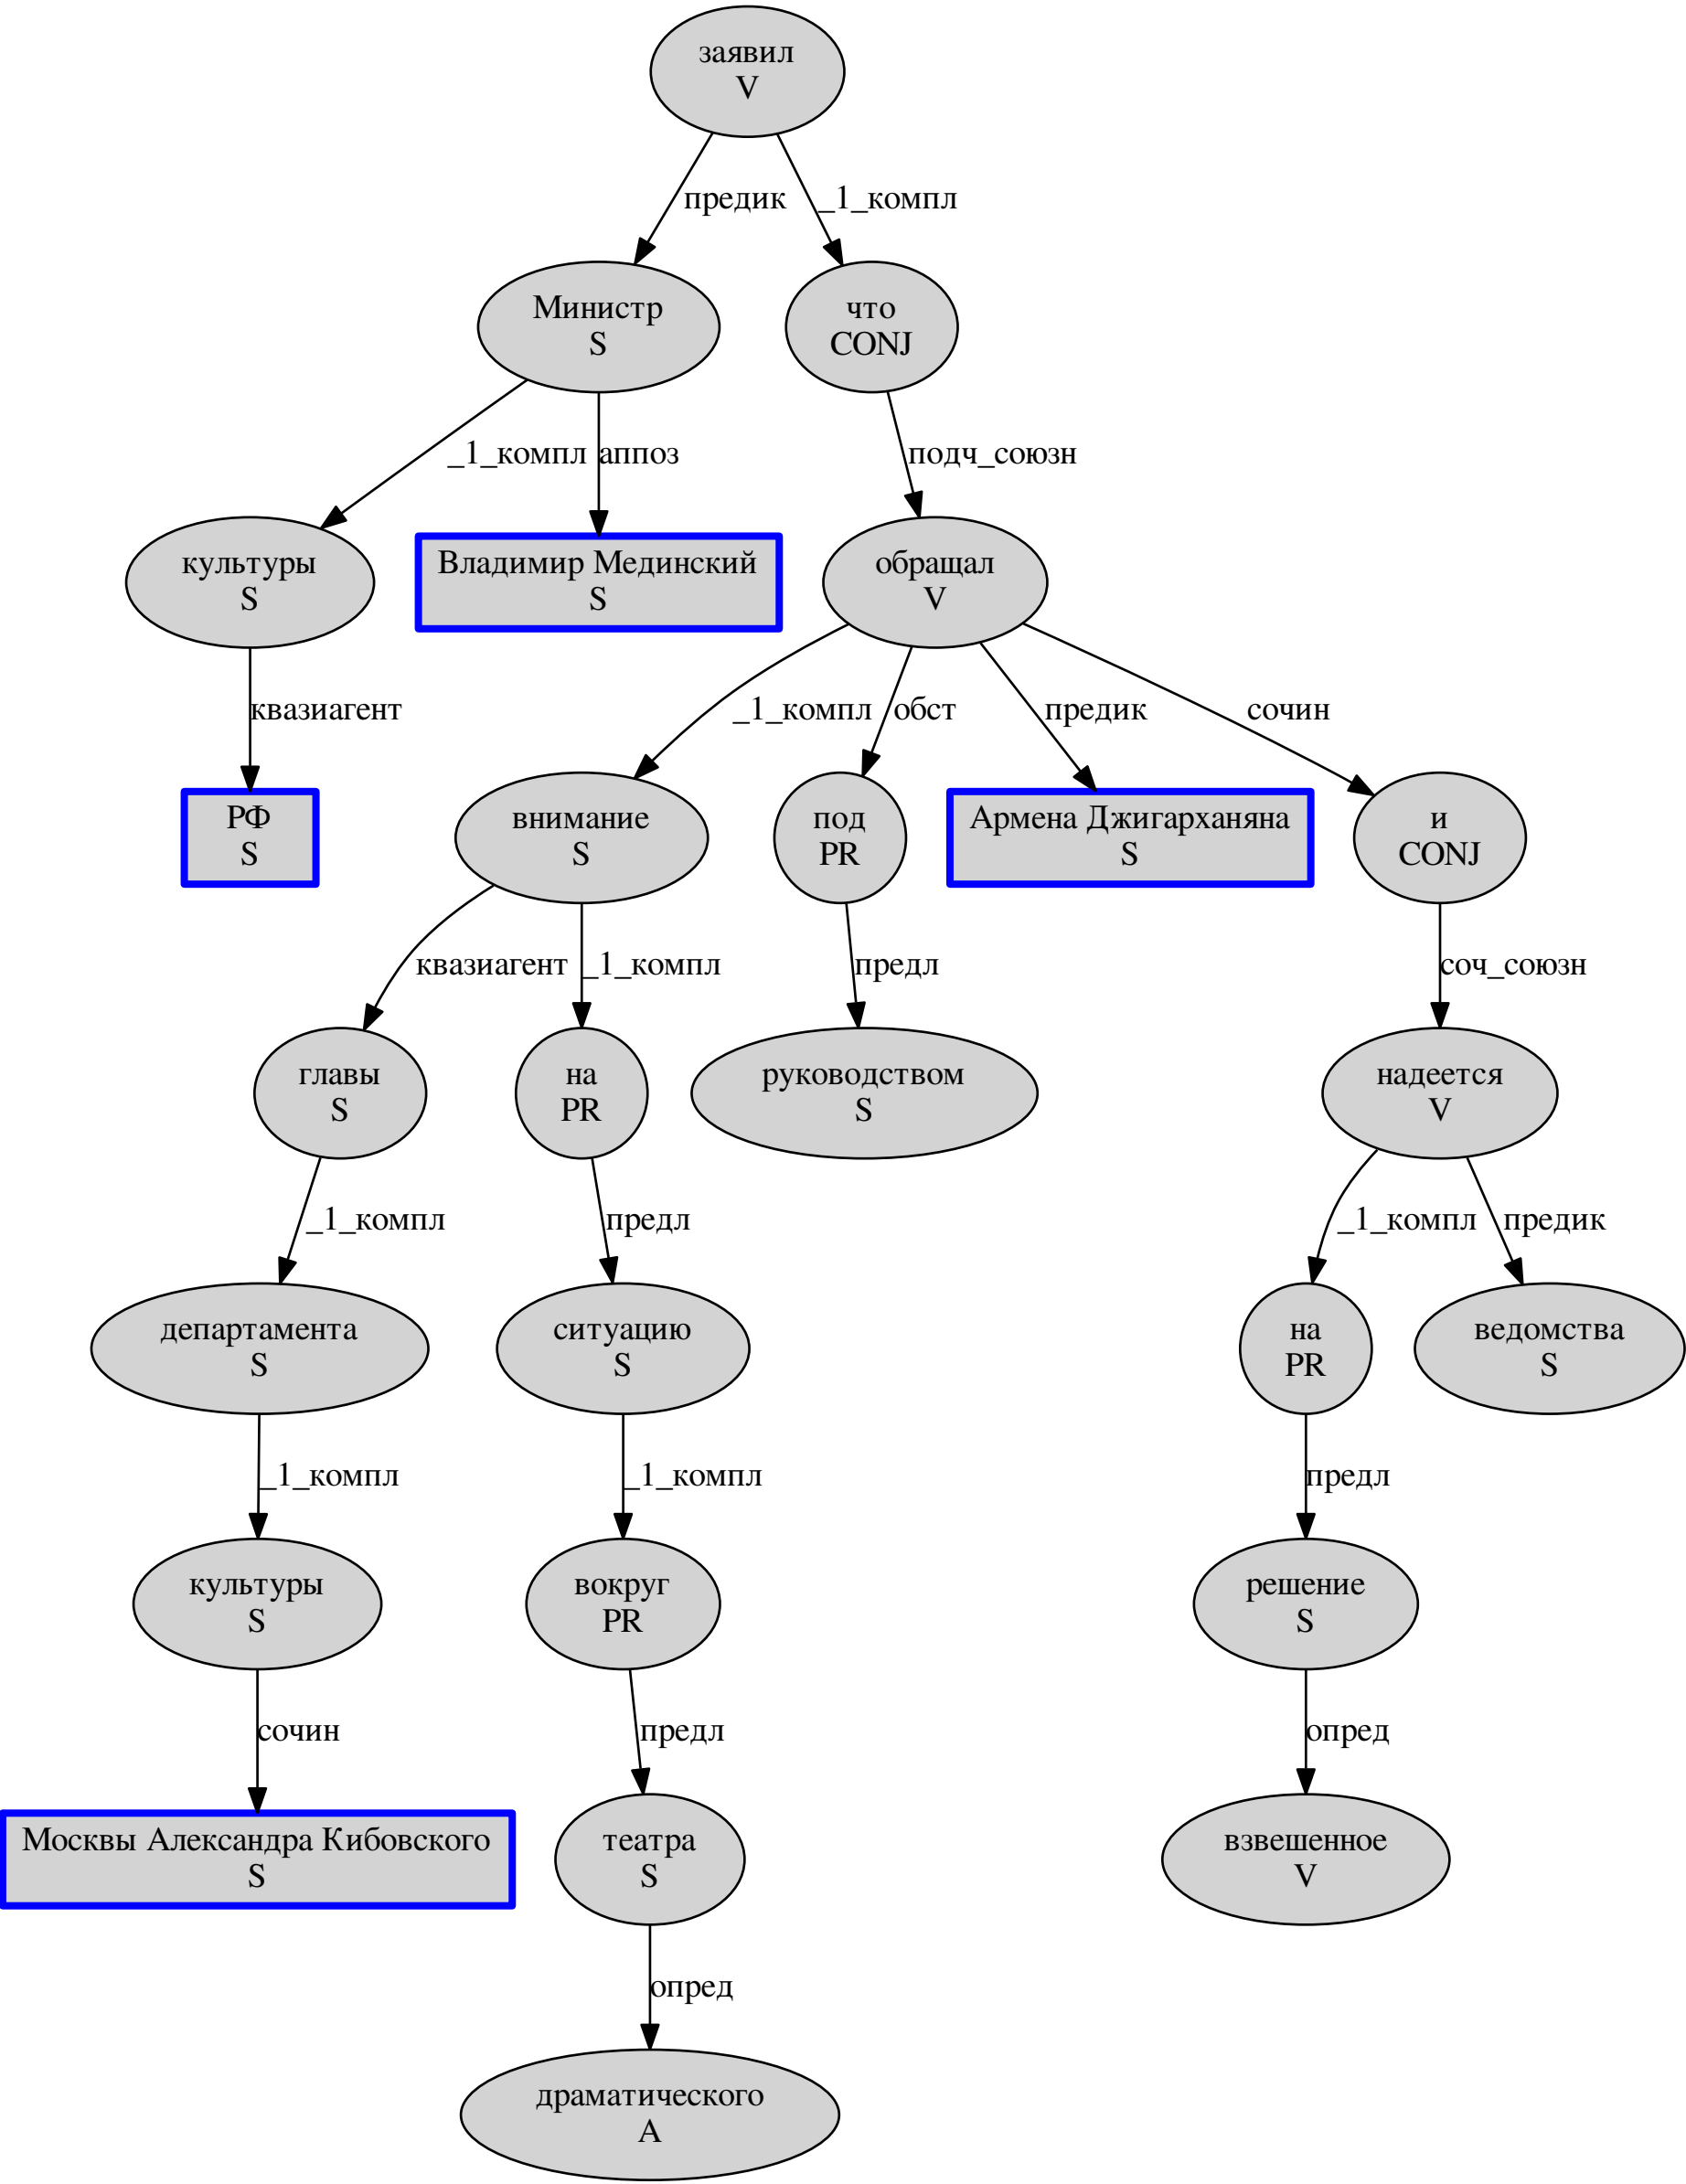 заявил
V
предик
_1_компл
Министр
S
что
CONJ
_1_компл
аппоз
подч_союзн
культуры
S
Владимир Мединский
S
обращал
V
квазиагент
_1_компл
обст
предик
сочин
РФ
S
внимание
S
под
PR
Армена Джигарханяна
S
и
CONJ
квазиагент
_1_компл
предл
соч_союзн
главы
S
на
PR
руководством
S
надеется
V
_1_компл
предл
_1_компл
предик
департамента
S
ситуацию
S
на
PR
ведомства
S
_1_компл
_1_компл
предл
культуры
S
вокруг
PR
решение
S
сочин
предл
опред
Москвы Александра Кибовского
S
театра
S
взвешенное
V
опред
драматического
A